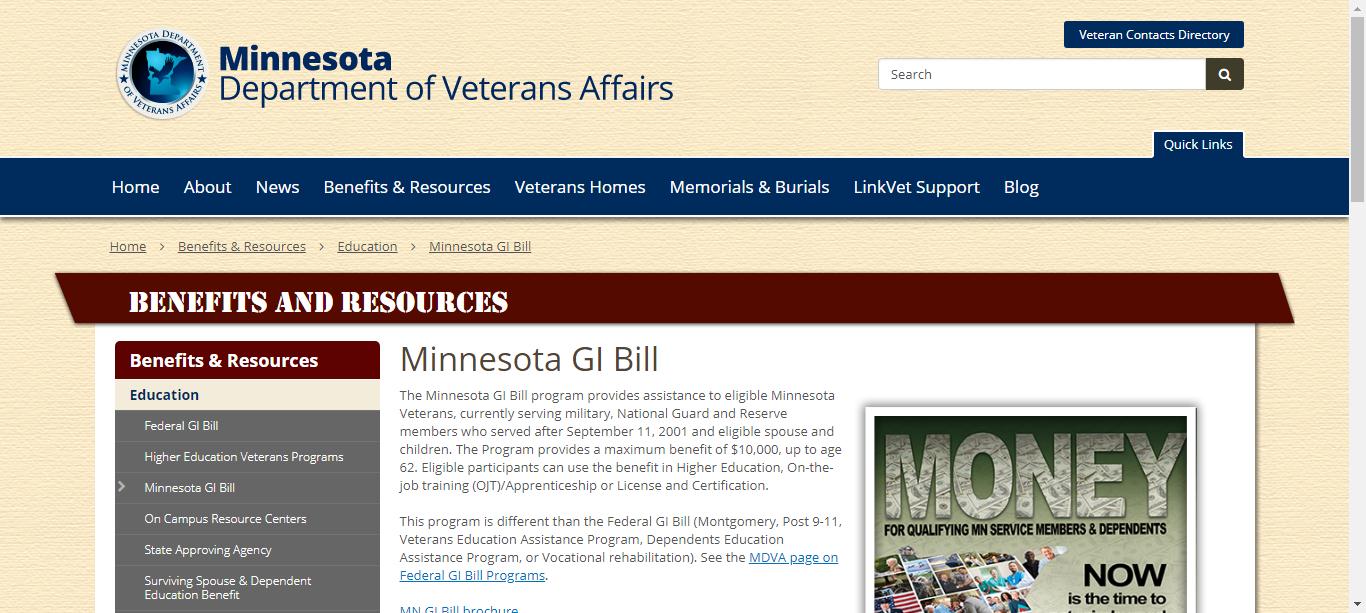 MINNESOTA DEPARTMENT
OF VETERANS AFFAIRS
Minnesota
Department of Veterans Affairs
Veteran Contacts Directory
Search
Quick Links
Home About News Benefits & Resources Veterans Homes Memorials & Burials LinkVet Support Blog
Home > Benefits & Resources > Education > Minnesota GI Bill
BENEFITS AND RESOURCES
Benefits & Resources
Education
Federal GI Bill
Higher Education Veterans Programs
Minnesota GI Bill
On Campus Resource Centers
State Approving Agency
Surviving Spouse & Dependent
Education Benefit
Minnesota GI Bill
The Minnesota GI Bill program provides assistance to eligible Minnesota
Veterans, currently serving military, National Guard and Reserve
members who served after September 11, 2001 and eligible spouse and
children. The Program provides a maximum benefit of $10,000, up to age
62. Eligible participants can use the benefit in Higher Education, On-the-
job training (OJT)/Apprenticeship or License and Certification.
This program is different than the Federal GI Bill (Montgomery, Post 9-11,
Veterans Education Assistance Program, Dependents Education
Assistance Program, or Vocational rehabilitation). See the MDVA page on
Federal GI Bill Programs.
MN GI Bill brochure
MONEY
FOR QUALIFYING MN SERVICE MEMBERS & DEPENDENTS
NOW
is the time to